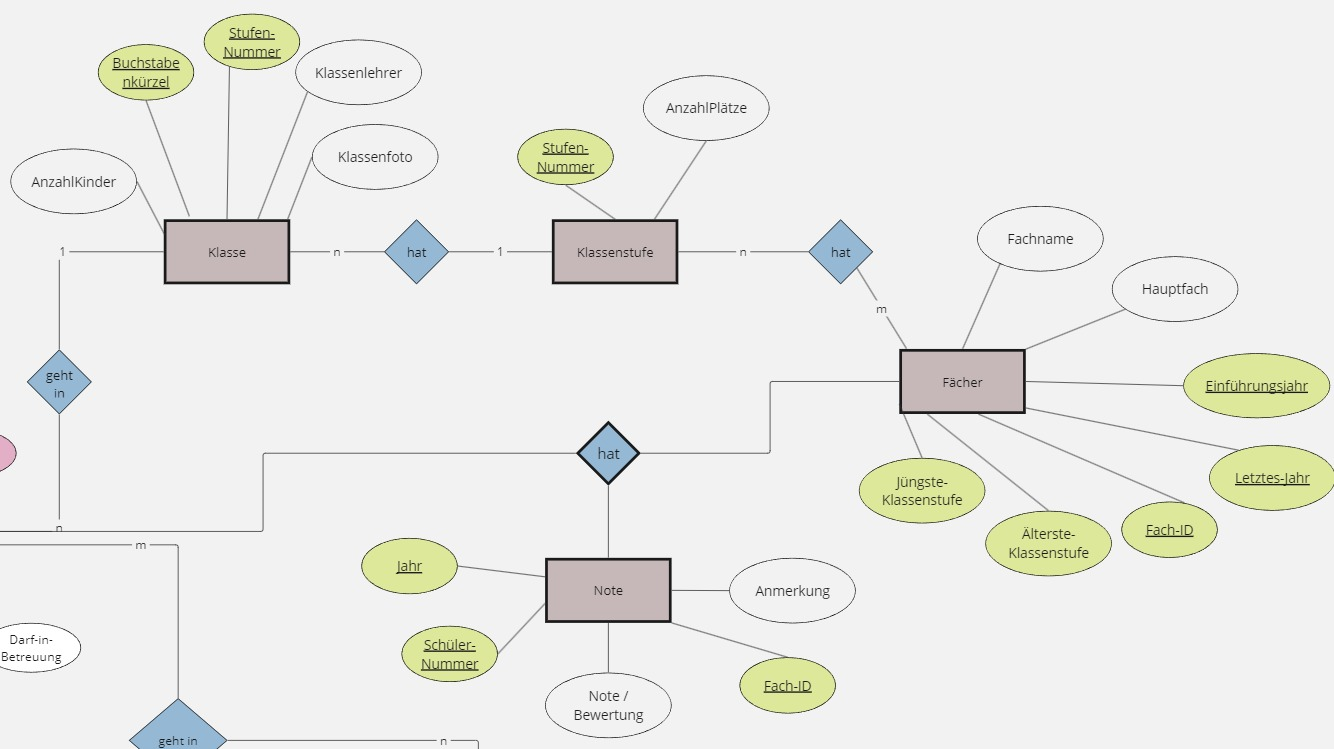 Stufen-
Nummer
Buchstabe
nkürzel
Klassenlehrer
AnzahlPlätze
Klassenfoto
Stufen-
Nummer
AnzahlKinder
Fachname
1
Klasse
n
hat
1
Klassenstufe
n
hat
Hauptfach
m
geht
in
Fächer
Einführungsjahr
hat
Letztes-Jahr
Jüngste-
Klassenstufe
n
Älterste-
Klassenstufe
Fach-ID
m
Jahr
Note
Anmerkung
Darf-in-
Betreuung
Schüler-
Nummer
Fach-ID
Note /
Bewertung
geht in
n